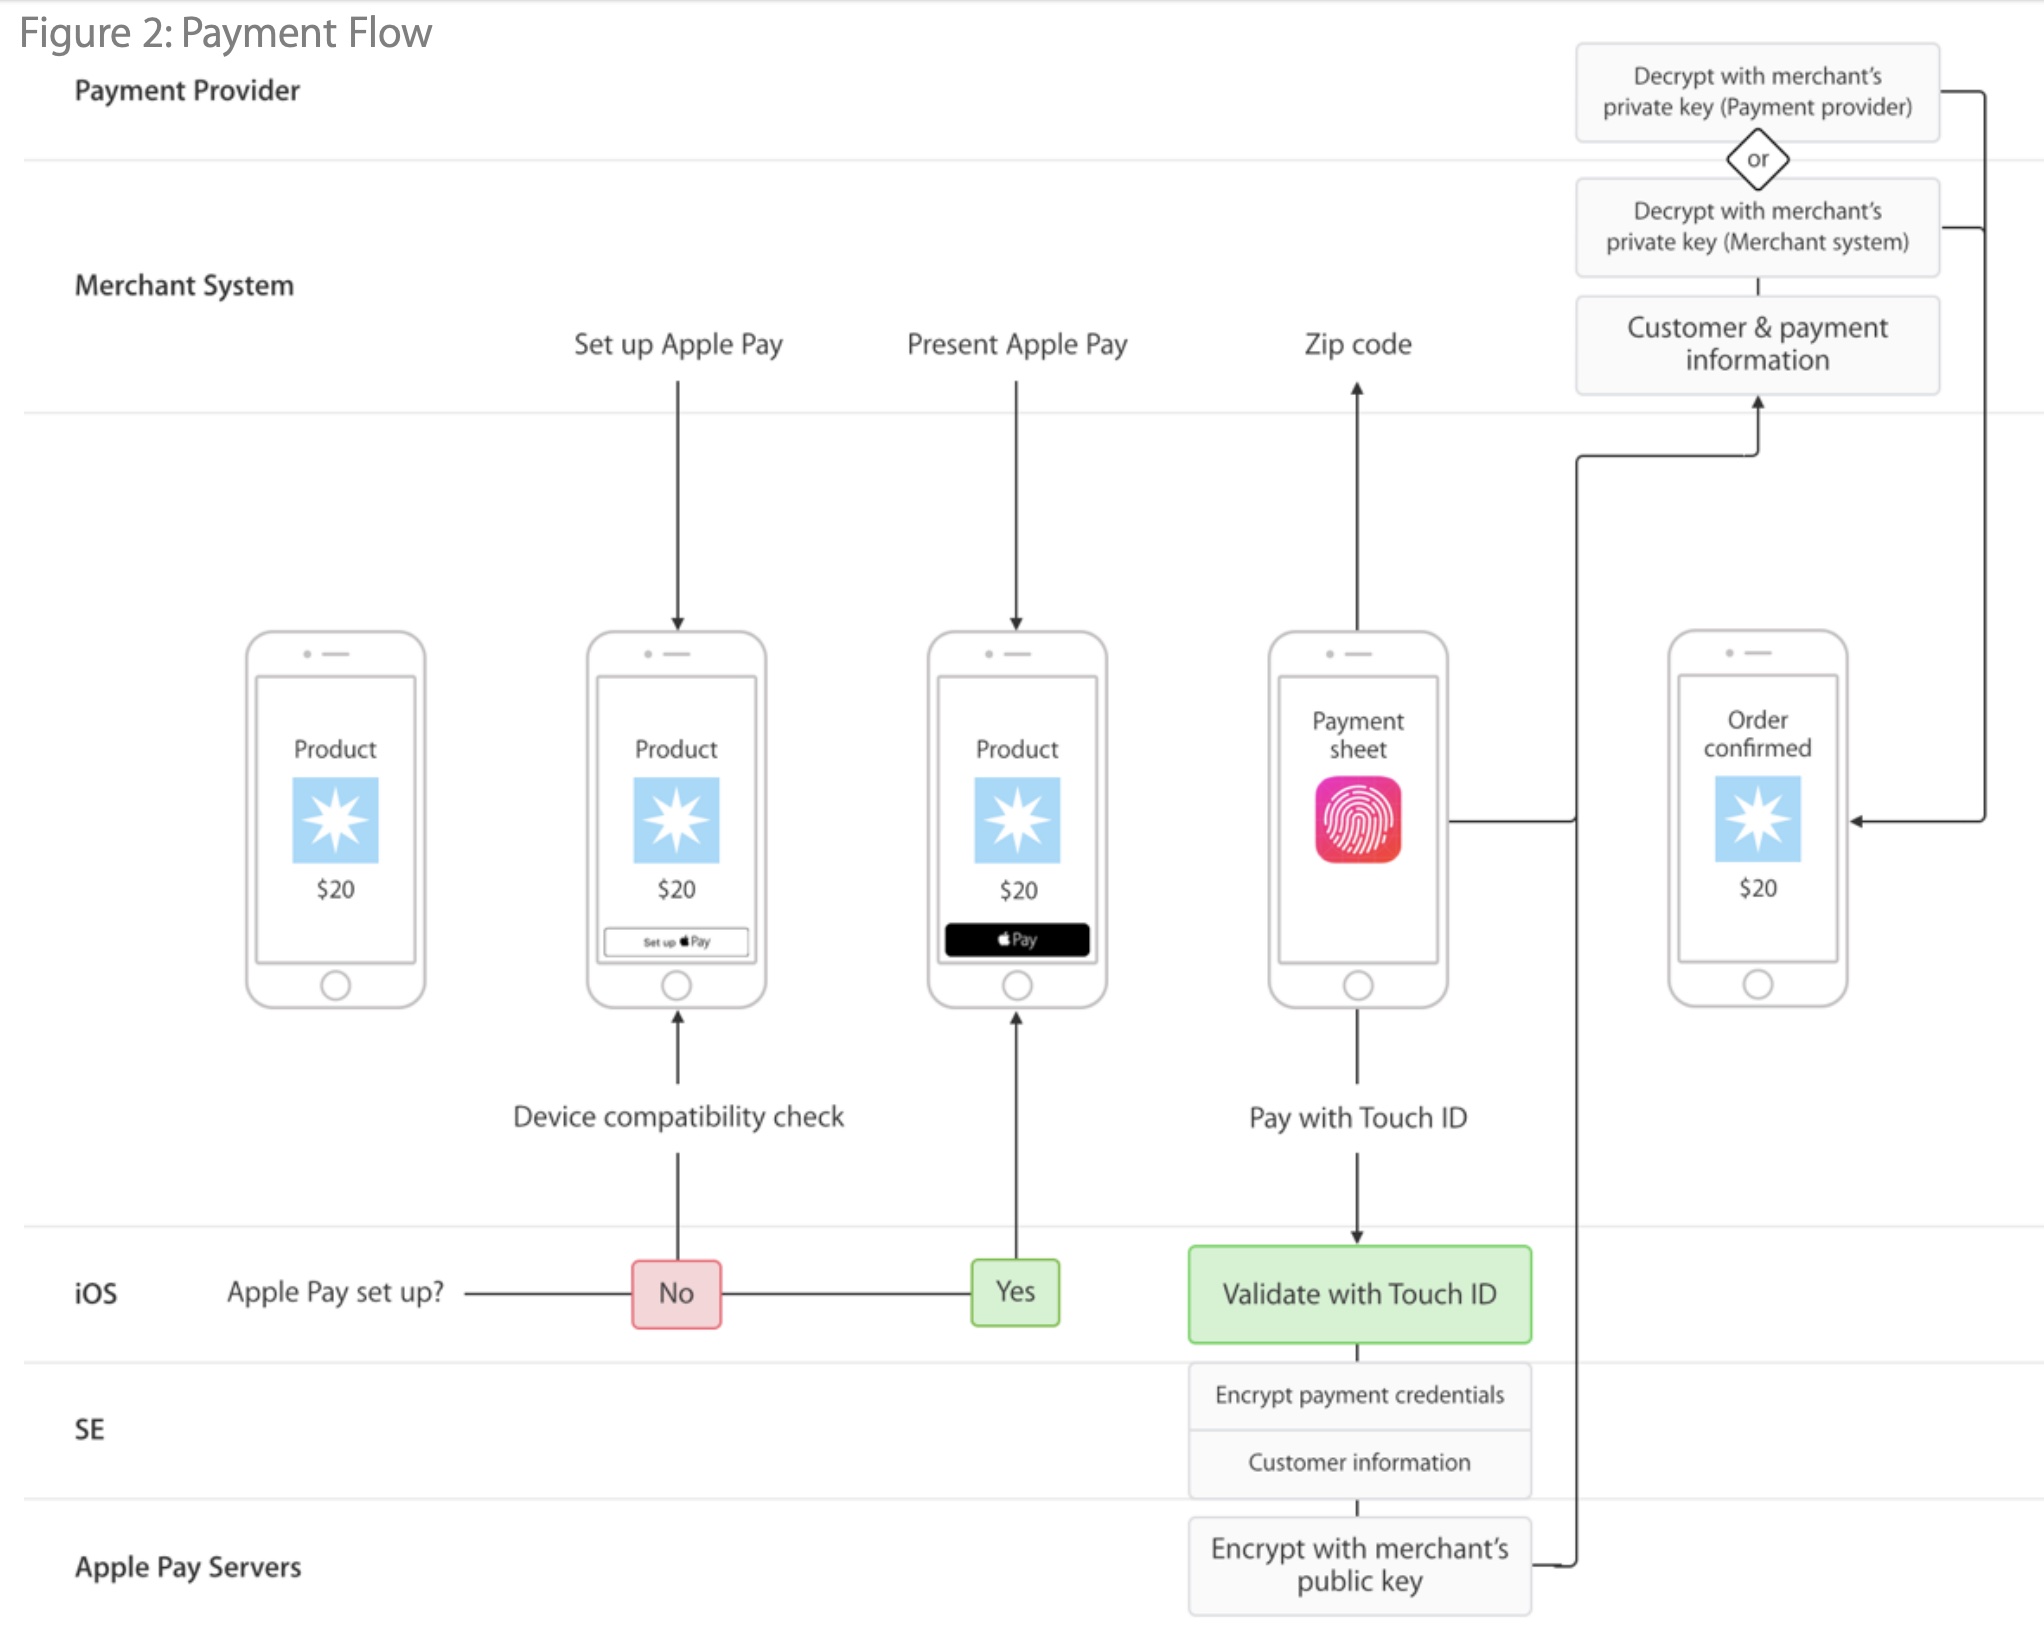 Figure 2: Payment Flow
Payment Provider
Decrypt with merchant's
private key (Payment provider)
or
Merchant System
Decrypt with merchant's
private key (Merchant system)
Customer & payment
information
Set up Apple Pay
Present Apple Pay
Zip code
Product
$20
Product
$20
Set up Pay
Product
$20
Pay
Payment
sheet
Order
confirmed
$20
Device compatibility check
Pay with Touch ID
iOS
Apple Pay set up?
No
Yes
Validate with Touch ID
SE
Encrypt payment credentials
Customer information
Apple Pay Servers
Encrypt with merchant's
public key